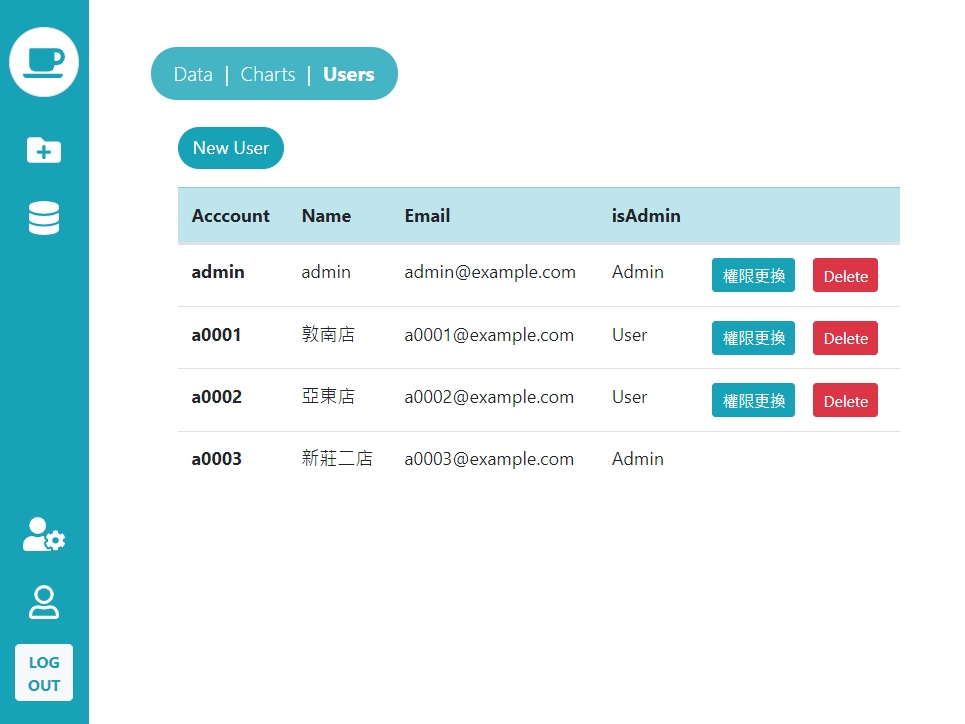 Data | Charts | Users
New User
Acccount Name Email isAdmin
admin admin admin@example.com Admin 權限更換 Delete
a0001 敦南店 a0001@example.com User 權限更換 Delete
a0002 亞東店 a0002@example.com User 權限更換 Delete
a0003 新莊二店 a0003@example.com Admin
LOG
OUT